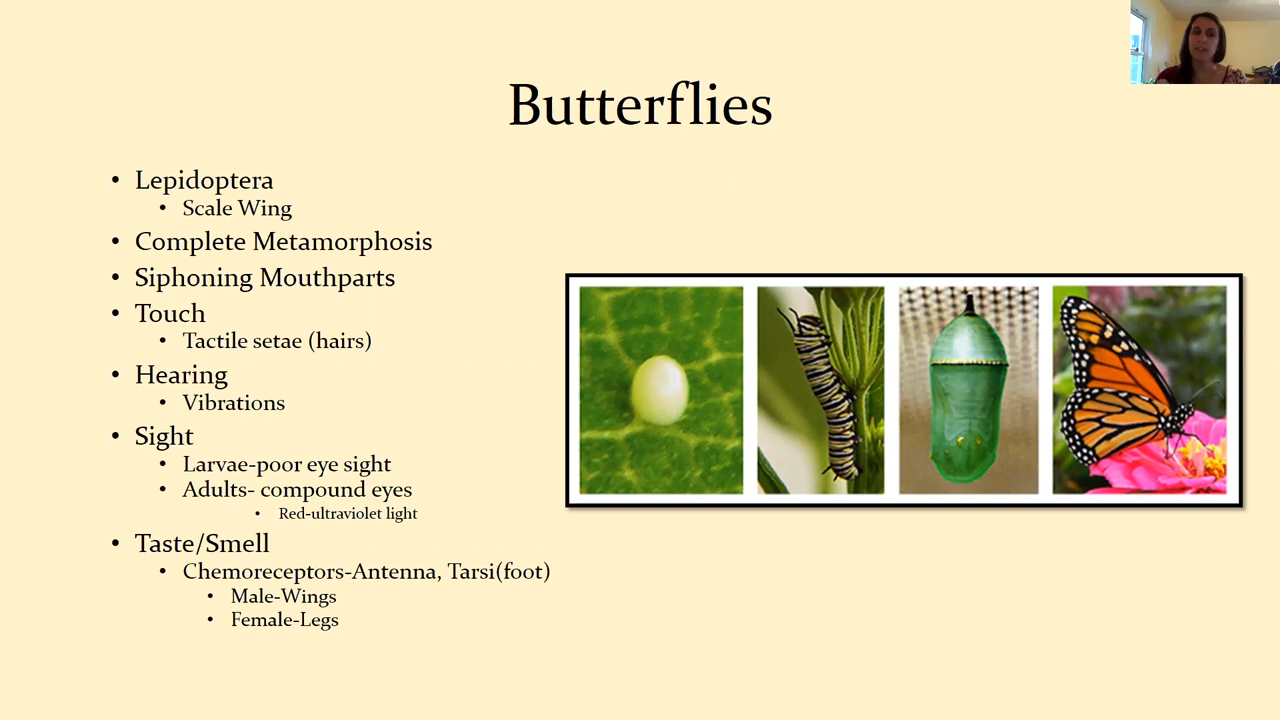 Butterflies
• Lepidoptera
• Scale Wing
• Complete Metamorphosis
• Siphoning Mouthparts
• Touch
• Tactile setae (hairs)
• Hearing
• Vibrations
• Sight
• Larvae-poor eye sight
• Adults- compound eyes
• Red-ultraviolet light
• Taste/Smell
• Chemoreceptors-Antenna, Tarsi(foot)
• Male-Wings
• Female-Legs